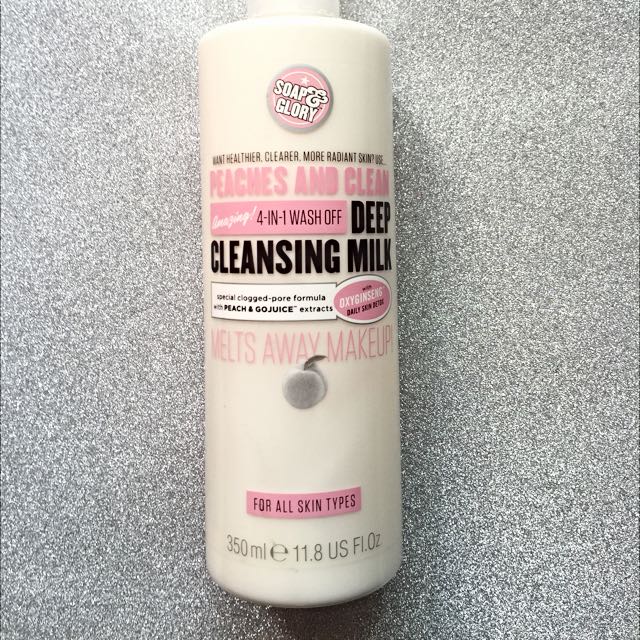 SOAP&
GLORY
WANT HEALTHIER, CLEARER, MORE RADIANT SKIN? USE...
PEACHES AND CLEAN
Amazing! 4-IN-1 WASH OFF DEEP
CLEANSING MILK
special clogged-pore formula
with PEACH & GOJUICE™ extracts
with
OXYGINSENG™
DAILY SKIN DETOX
MELTS AWAY MAKEUP!
FOR ALL SKIN TYPES
350ml e 11.8 US Fl.Oz